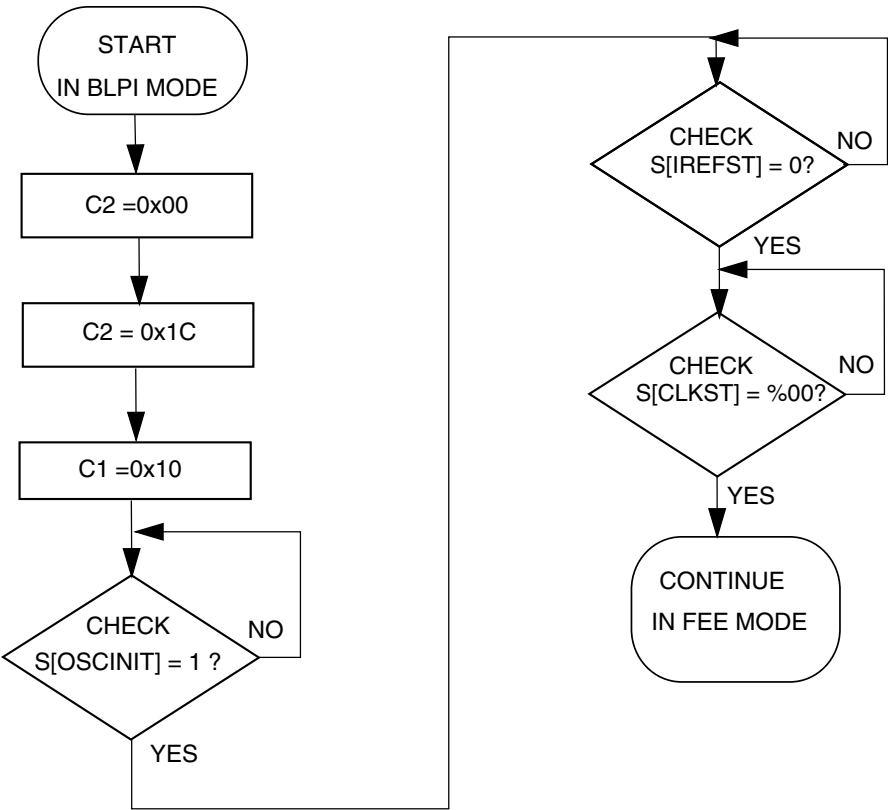 START
IN BLPI MODE
C2 =0x00
C2 = 0x1C
C1 =0x10
CHECK
S[OSCINIT] = 1 ?
NO
YES
CHECK
S[IREFST] = 0?
NO
YES
CHECK
S[CLKST] = %00?
NO
YES
CONTINUE
IN FEE MODE